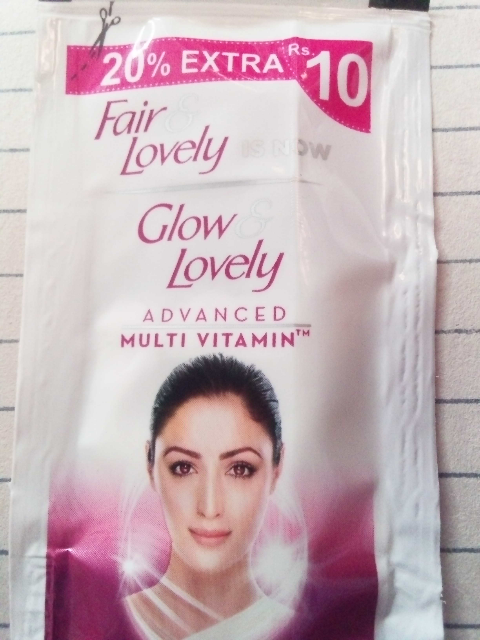 20% EXTRA Rs. 10
Fair &
Lovely IS NOW
Glow &
Lovely
ADVANCED
MULTI VITAMIN™